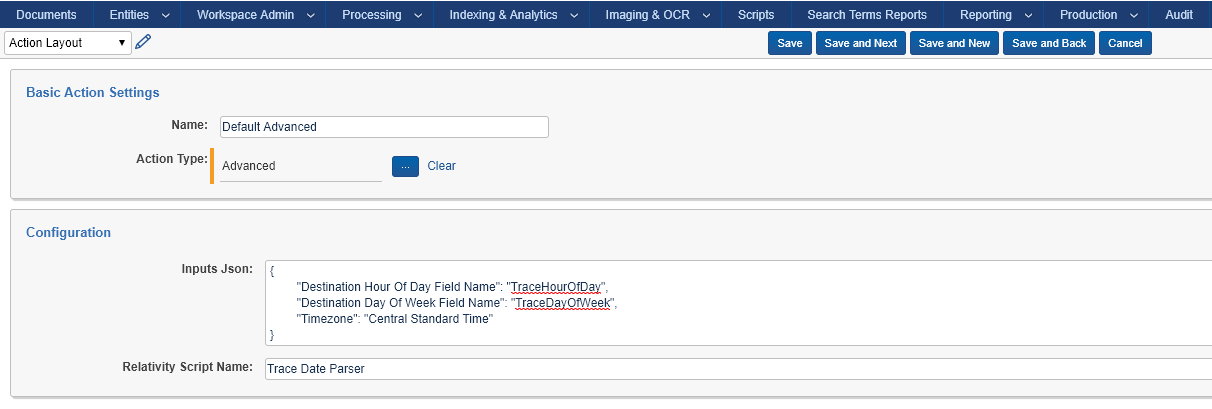 Documents Entities Workspace Admin Processing Indexing & Analytics Imaging & OCR Scripts Search Terms Reports Reporting Production Audit
Action Layout Save Save and Next Save and New Save and Back Cancel
Basic Action Settings
Name: Default Advanced
Action Type: Advanced ... Clear
Configuration
Inputs Json: {
"Destination Hour Of Day Field Name": "TraceHourOfDay",
"Destination Day Of Week Field Name": "TraceDayOfWeek",
"Timezone": "Central Standard Time"
}
Relativity Script Name: Trace Date Parser